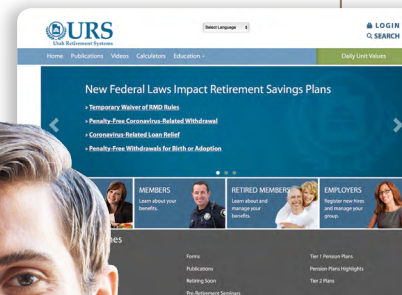 URS
Utah Retirement Systems
Select Language
LOGIN
SEARCH
Home Publications Videos Calculators Education
Daily Unit Values
New Federal Laws Impact Retirement Savings Plans
» Temporary Waiver of RMD Rules
» Penalty-Free Coronavirus-Related Withdrawal
» Coronavirus-Related Loan Relief
» Penalty-Free Withdrawals for Birth or Adoption
MEMBERS
Learn about your
benefits.
RETIRED MEMBERS
Learn about and
manage your
benefits.
EMPLOYERS
Register new hires
and manage your
group.
Forms
Tier 1 Pension Plans
Publications
Pension Plans Highlights
Retiring Soon
Tier 2 Plans
Pre-Retirement Seminars